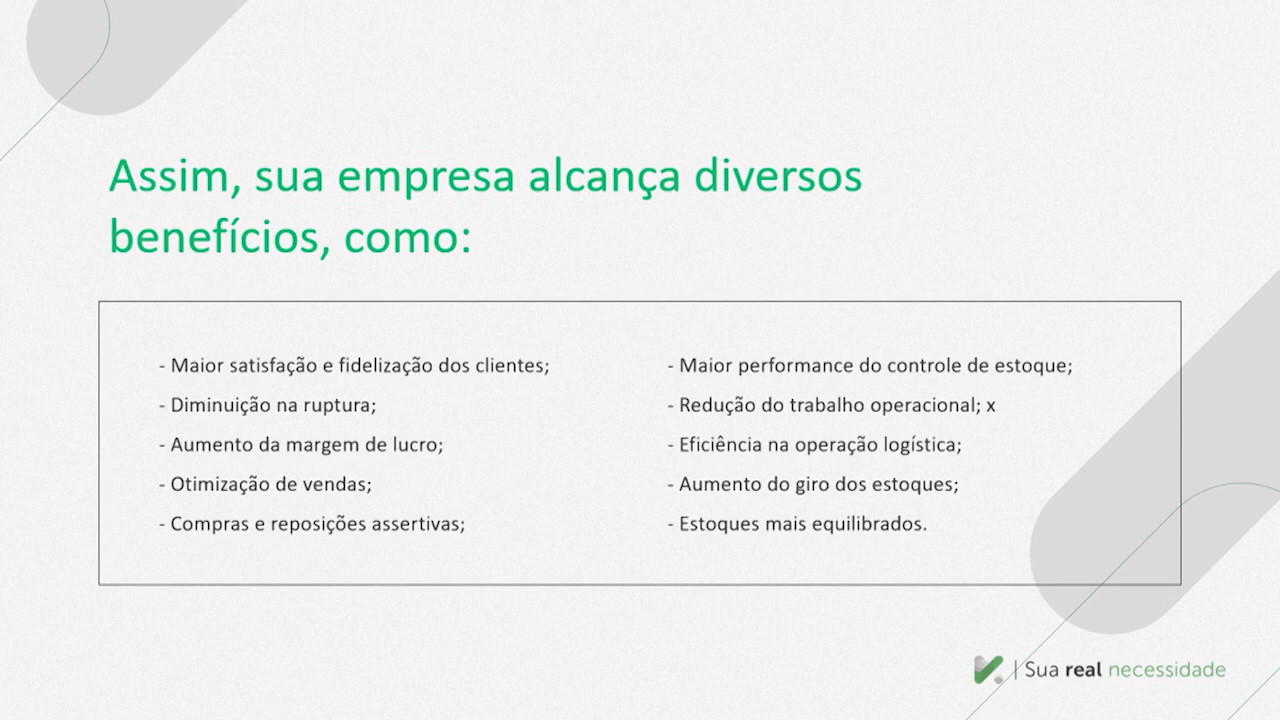 Assim, sua empresa alcança diversos
benefícios, como:
- Maior satisfação e fidelização dos clientes;
- Diminuição na ruptura;
- Aumento da margem de lucro;
- Otimização de vendas;
- Compras e reposições assertivas;
- Maior performance do controle de estoque;
- Redução do trabalho operacional; x
- Eficiência na operação logística;
- Aumento do giro dos estoques;
- Estoques mais equilibrados.
| Sua real necessidade